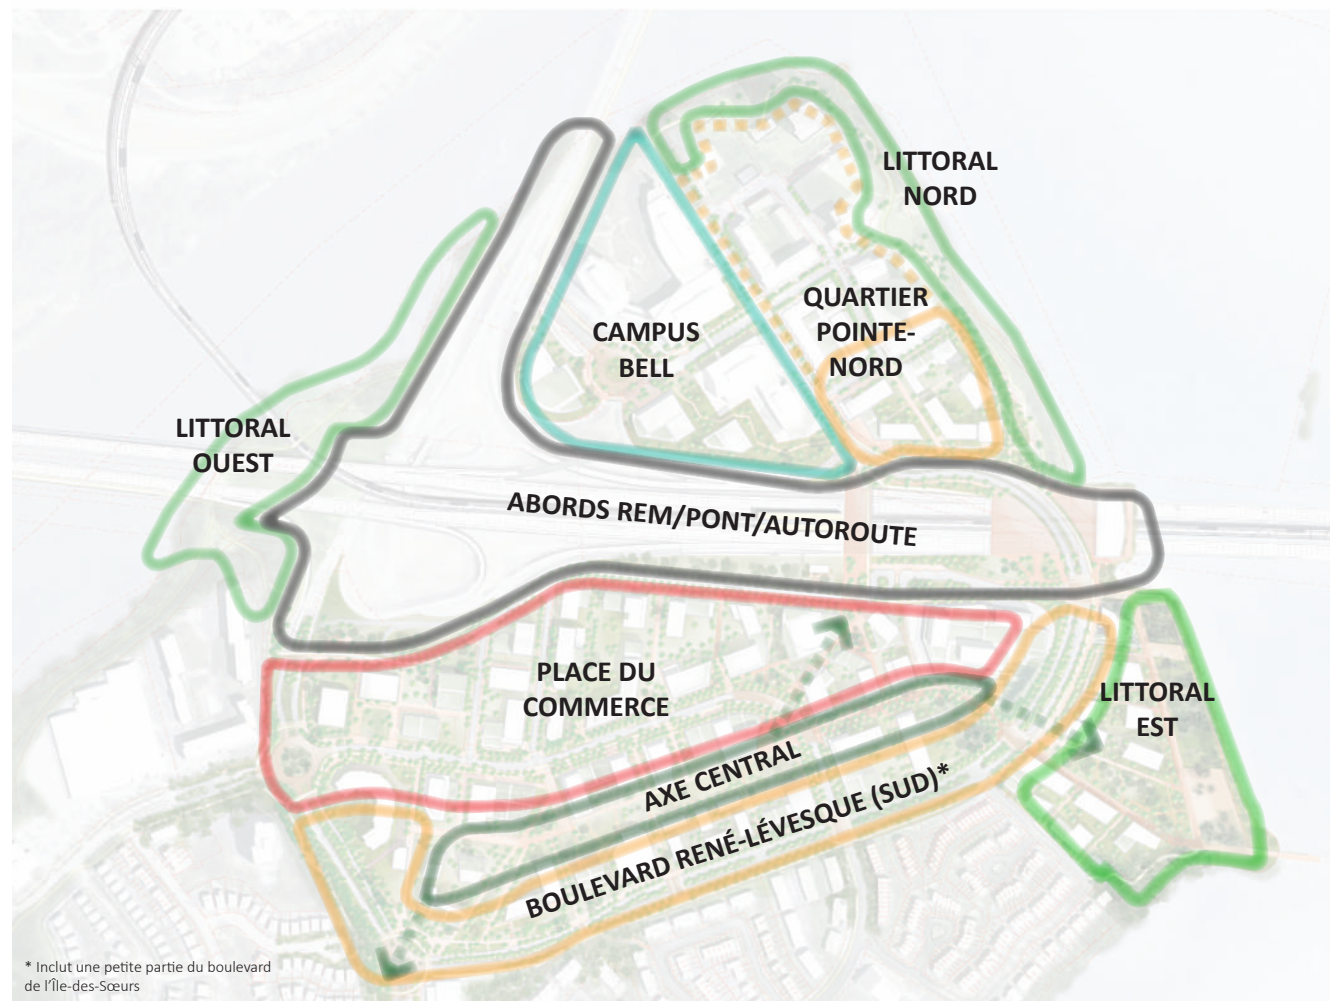 LITTORAL
NORD
QUARTIER
POINTE-
NORD
CAMPUS
BELL
LITTORAL
OUEST
ABORDS REM/PONT/AUTOROUTE
PLACE DU
COMMERCE
LITTORAL
EST
AXE CENTRAL
BOULEVARD RENÉ-LÉVESQUE (SUD)*
* Inclut une petite partie du boulevard
de l'Île-des-Sœurs